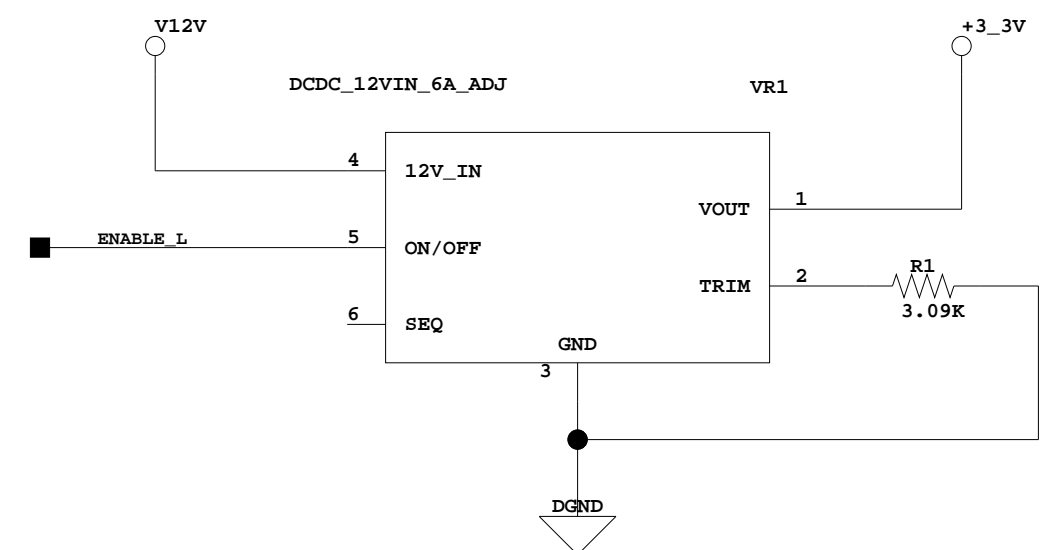 V12V
+3_3V
DCDC_12VIN_6A_ADJ
VR1
4
12V_IN
VOUT
1
ENABLE_L
5
ON/OFF
TRIM
2
R1
3.09K
6
SEQ
GND
3
DGND